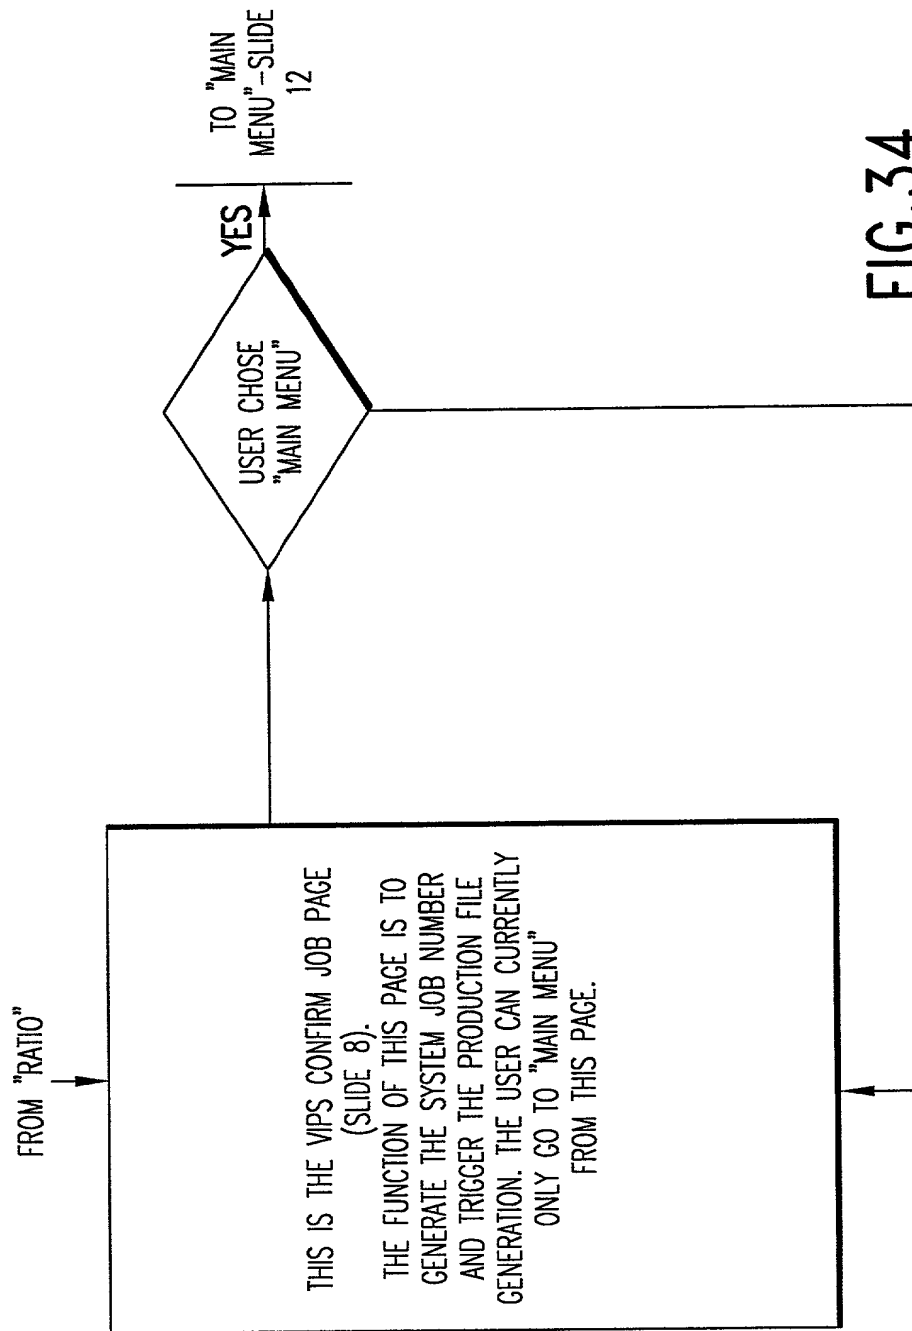 FROM "RATIO"
THIS IS THE VIPS CONFIRM JOB PAGE
(SLIDE 8).
THE FUNCTION OF THIS PAGE IS TO
GENERATE THE SYSTEM JOB NUMBER
AND TRIGGER THE PRODUCTION FILE
GENERATION. THE USER CAN CURRENTLY
ONLY GO TO "MAIN MENU"
FROM THIS PAGE.
USER CHOSE
"MAIN MENU"
YES
TO "MAIN
MENU"-SLIDE
12
FIG.34